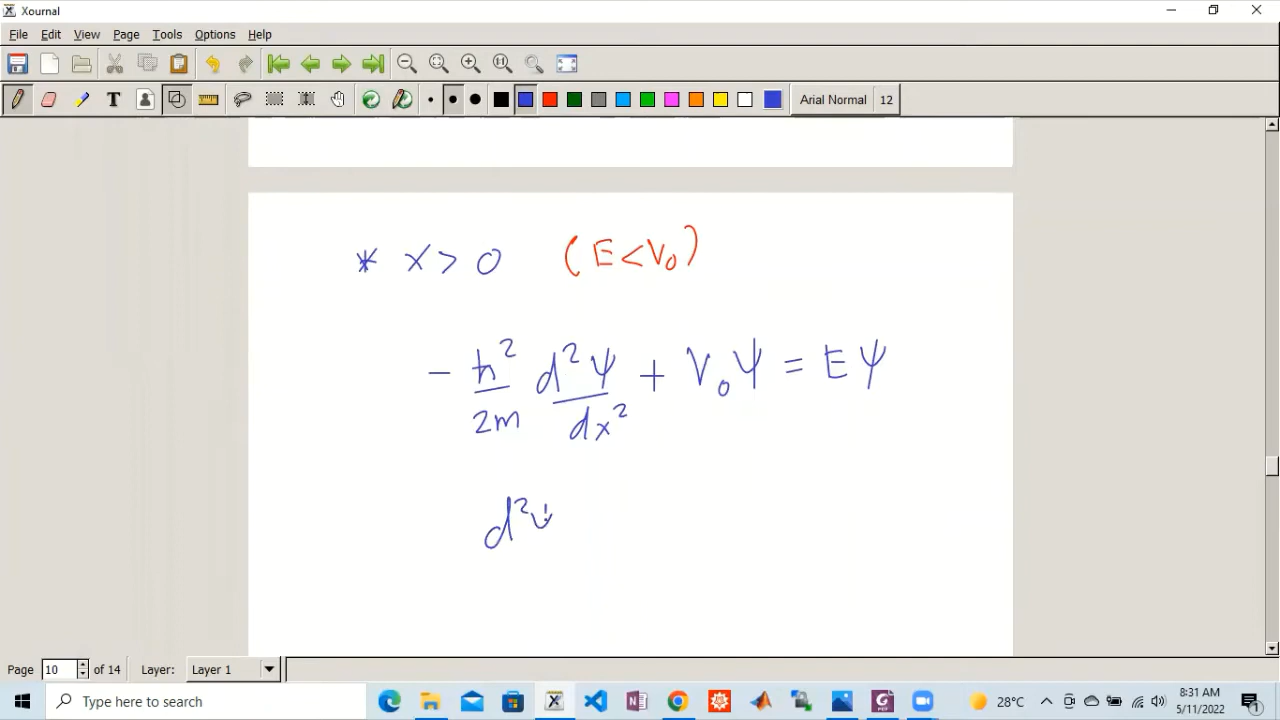 Xournal
File Edit View Page Tools Options Help
T Arial Normal 12
* x > 0 (E < V₀)
- ħ²/2m d²ψ/dx² + V₀ψ = Eψ
d²ψ
Page 10 of 14 Layer: Layer 1
Type here to search 28°C 8:31 AM
5/11/2022